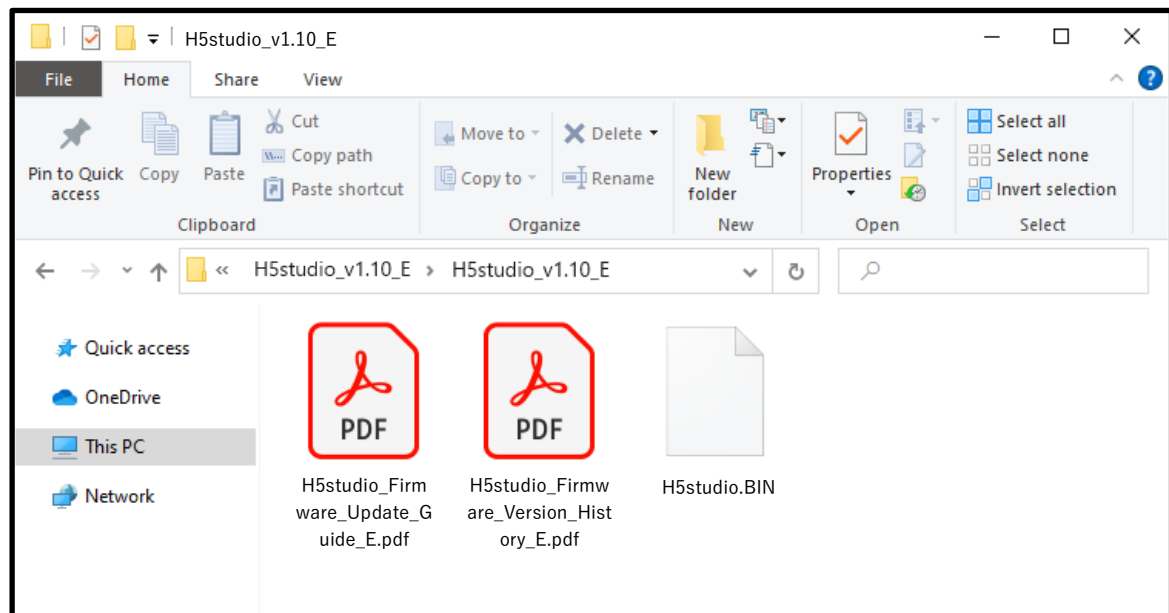 H5studio_v1.10_E
File Home Share View
Pin to Quick access
Copy
Paste
Cut
Copy path
Paste shortcut
Clipboard
Move to
Copy to
Delete
Rename
Organize
New folder
New
Properties
Open
Select all
Select none
Invert selection
Select
« H5studio_v1.10_E › H5studio_v1.10_E
Quick access
OneDrive
This PC
Network
PDF
H5studio_Firm
ware_Update_G
uide_E.pdf
PDF
H5studio_Firmw
are_Version_Hist
ory_E.pdf
H5studio.BIN